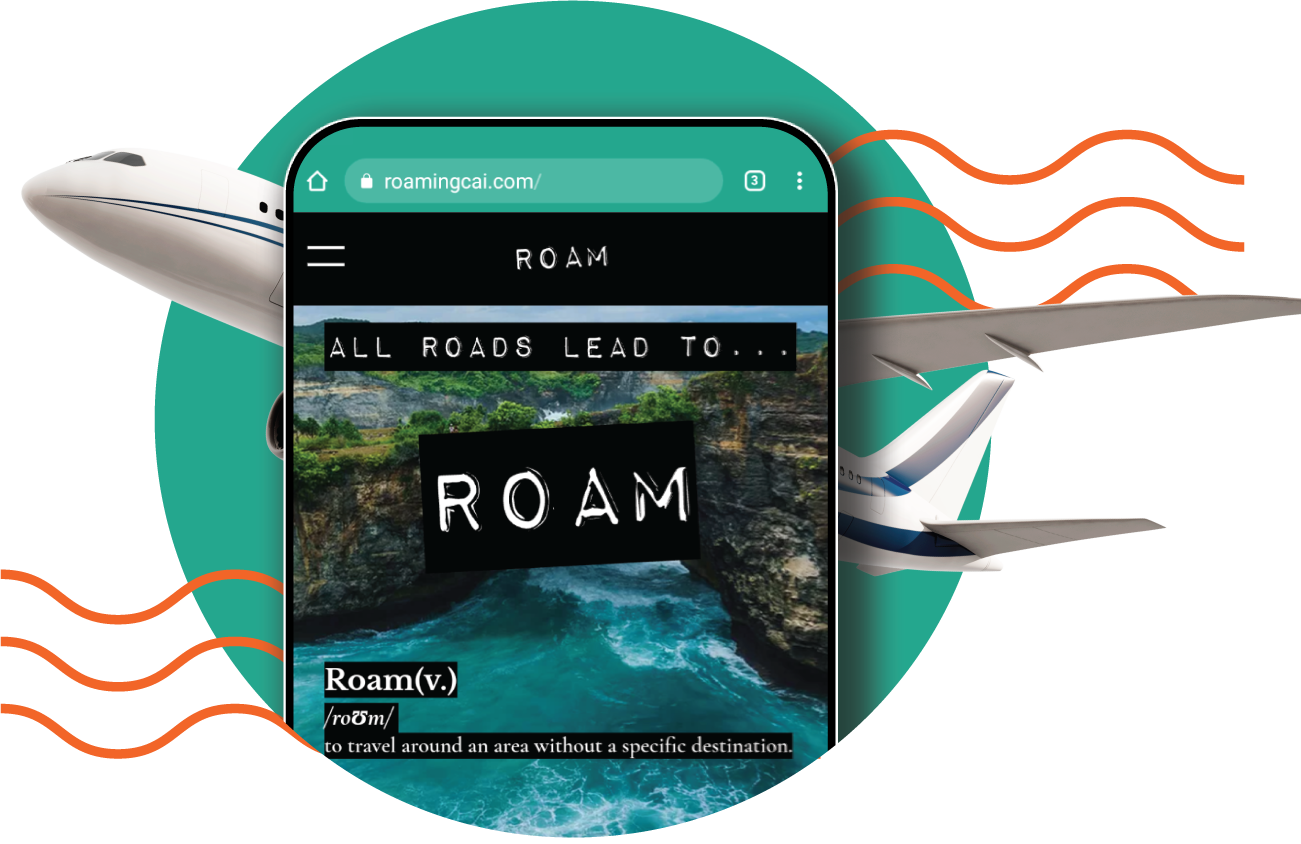 roamingcai.com/
3
ROAM
ALL ROADS LEAD TO...
ROAM
Roam(v.)
/roʊm/
to travel around an area without a specific destination.